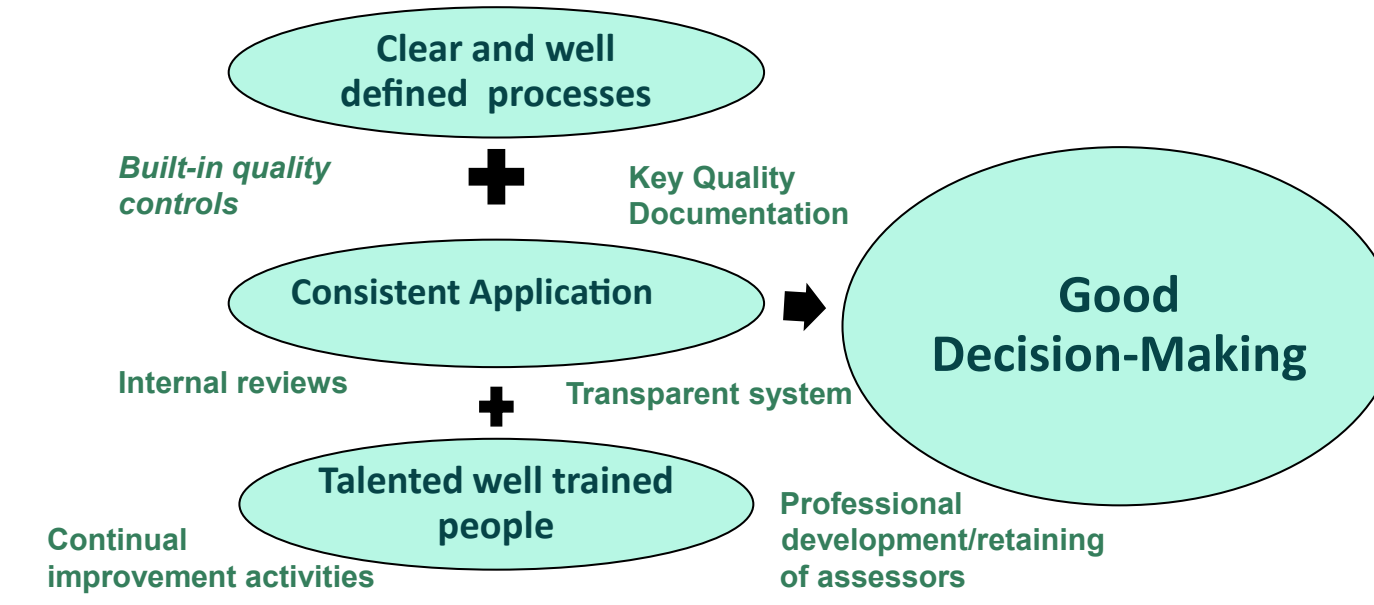 Clear and well
defined processes
Built-in quality
controls
Key Quality
Documentation
Consistent Application
Good
Decision-Making
Internal reviews
Transparent system
Talented well trained
people
Professional
development/retaining
of assessors
Continual
improvement activities